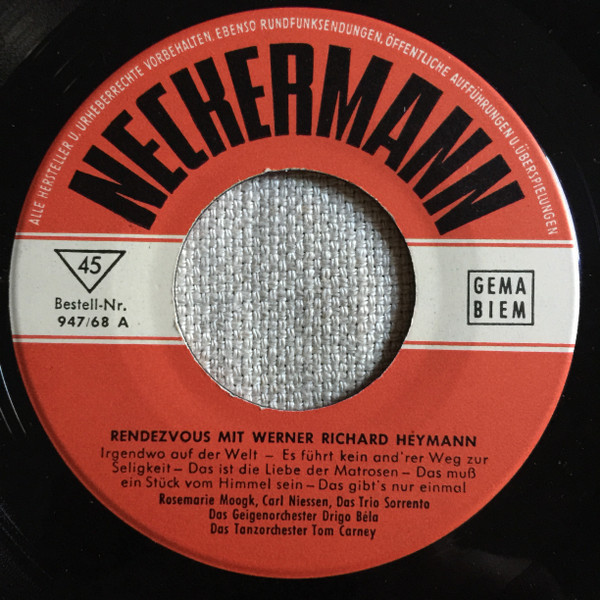 ALLE HERSTELLER U. URHEBERRECHTE VORBEHALTEN, EBENSO RUNDFUNKSENDUNGEN, ÖFFENTLICHE AUFFÜHRUNGEN U. ÜBERSPIELUNGEN
NECKERMANN
45
Bestell-Nr.
947/68 A
GEMA
BIEM
RENDEZVOUS MIT WERNER RICHARD HEYMANN
Irgendwo auf der Welt – Es führt kein and'rer Weg zur
Seligkeit – Das ist die Liebe der Matrosen – Das muß
ein Stück vom Himmel sein – Das gibt's nur einmal
Rosemarie Moogk, Carl Niessen, Das Trio Sorrento
Das Geigenorchester Drigo Béla
Das Tanzorchester Tom Carney